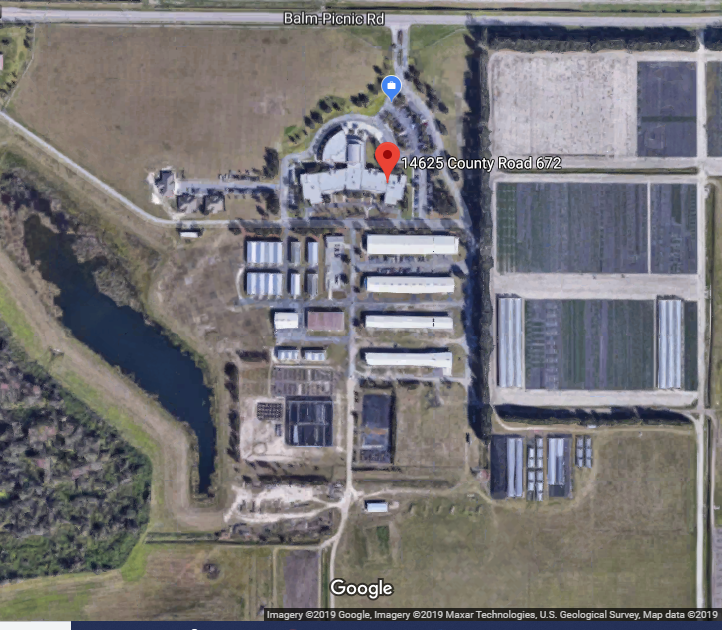 Balm-Picnic Rd
14625 County Road 672
Google
Imagery ©2019 Google, Imagery ©2019 Maxar Technologies, U.S. Geological Survey, Map data ©2019